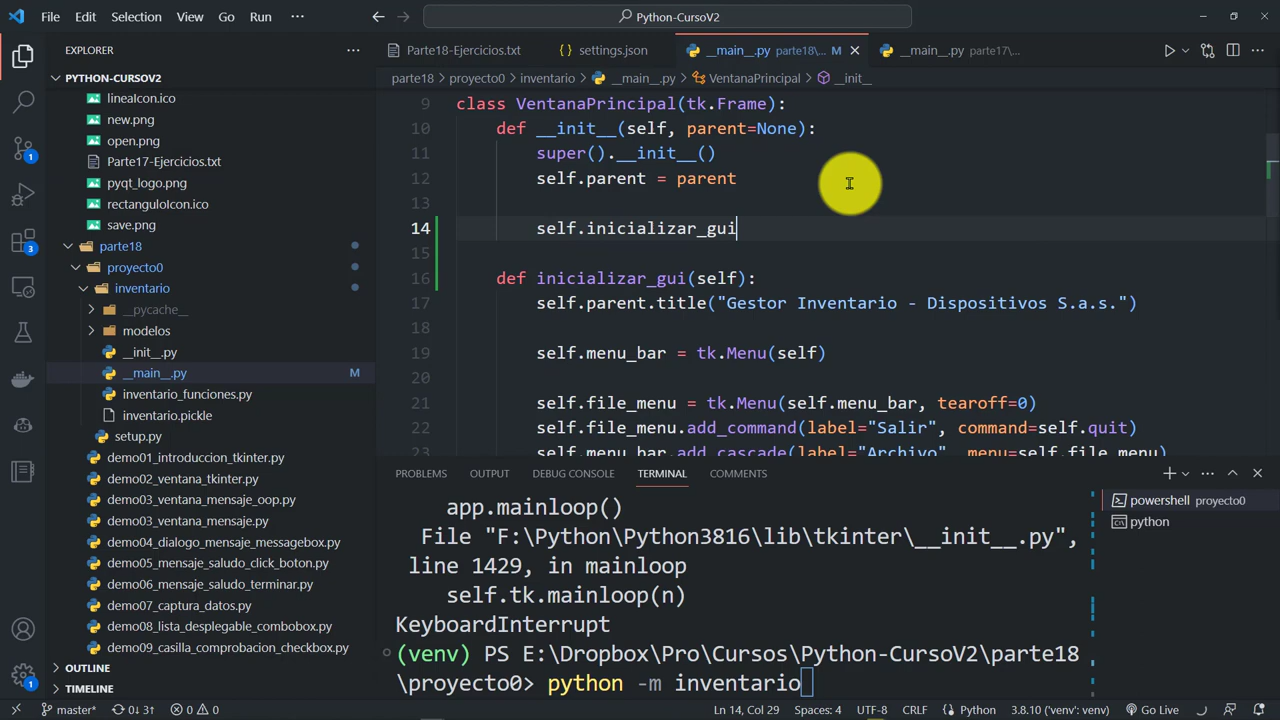 File Edit Selection View Go Run ··· Python-CursoV2
EXPLORER
PYTHON-CURSOV2
lineaIcon.ico
new.png
open.png
Parte17-Ejercicios.txt
pyqt_logo.png
rectanguloIcon.ico
save.png
parte18
proyecto0
inventario
__pycache__
modelos
__init__.py
__main__.py M
inventario_funciones.py
inventario.pickle
setup.py
demo01_introduccion_tkinter.py
demo02_ventana_tkinter.py
demo03_ventana_mensaje_oop.py
demo03_ventana_mensaje.py
demo04_dialogo_mensaje_messagebox.py
demo05_mensaje_saludo_click_boton.py
demo06_mensaje_saludo_terminar.py
demo07_captura_datos.py
demo08_lista_desplegable_combobox.py
demo09_casilla_comprobacion_checkbox.py
OUTLINE
TIMELINE
1
3
1
Parte18-Ejercicios.txt settings.json __main__.py parte18\... M __main__.py parte17\...
parte18 > proyecto0 > inventario > __main__.py > VentanaPrincipal > __init__
9 class VentanaPrincipal(tk.Frame):
10 def __init__(self, parent=None):
11 super().__init__()
12 self.parent = parent
13
14 self.inicializar_gui
15
16 def inicializar_gui(self):
17 self.parent.title("Gestor Inventario - Dispositivos S.a.s.")
18
19 self.menu_bar = tk.Menu(self)
20
21 self.file_menu = tk.Menu(self.menu_bar, tearoff=0)
22 self.file_menu.add_command(label="Salir", command=self.quit)
23 self.menu_bar.add_cascade(label="Archivo", menu=self.file_menu)
PROBLEMS OUTPUT DEBUG CONSOLE TERMINAL COMMENTS
app.mainloop()
File "F:\Python\Python3816\lib\tkinter\__init__.py",
line 1429, in mainloop
self.tk.mainloop(n)
KeyboardInterrupt
(venv) PS E:\Dropbox\Pro\Cursos\Python-CursoV2\parte18
\proyecto0> python -m inventario
powershell proyecto0
python
master* 0↓ 3↑ 0 0 Ln 14, Col 29 Spaces: 4 UTF-8 CRLF Python 3.8.10 ('venv': venv) Go Live